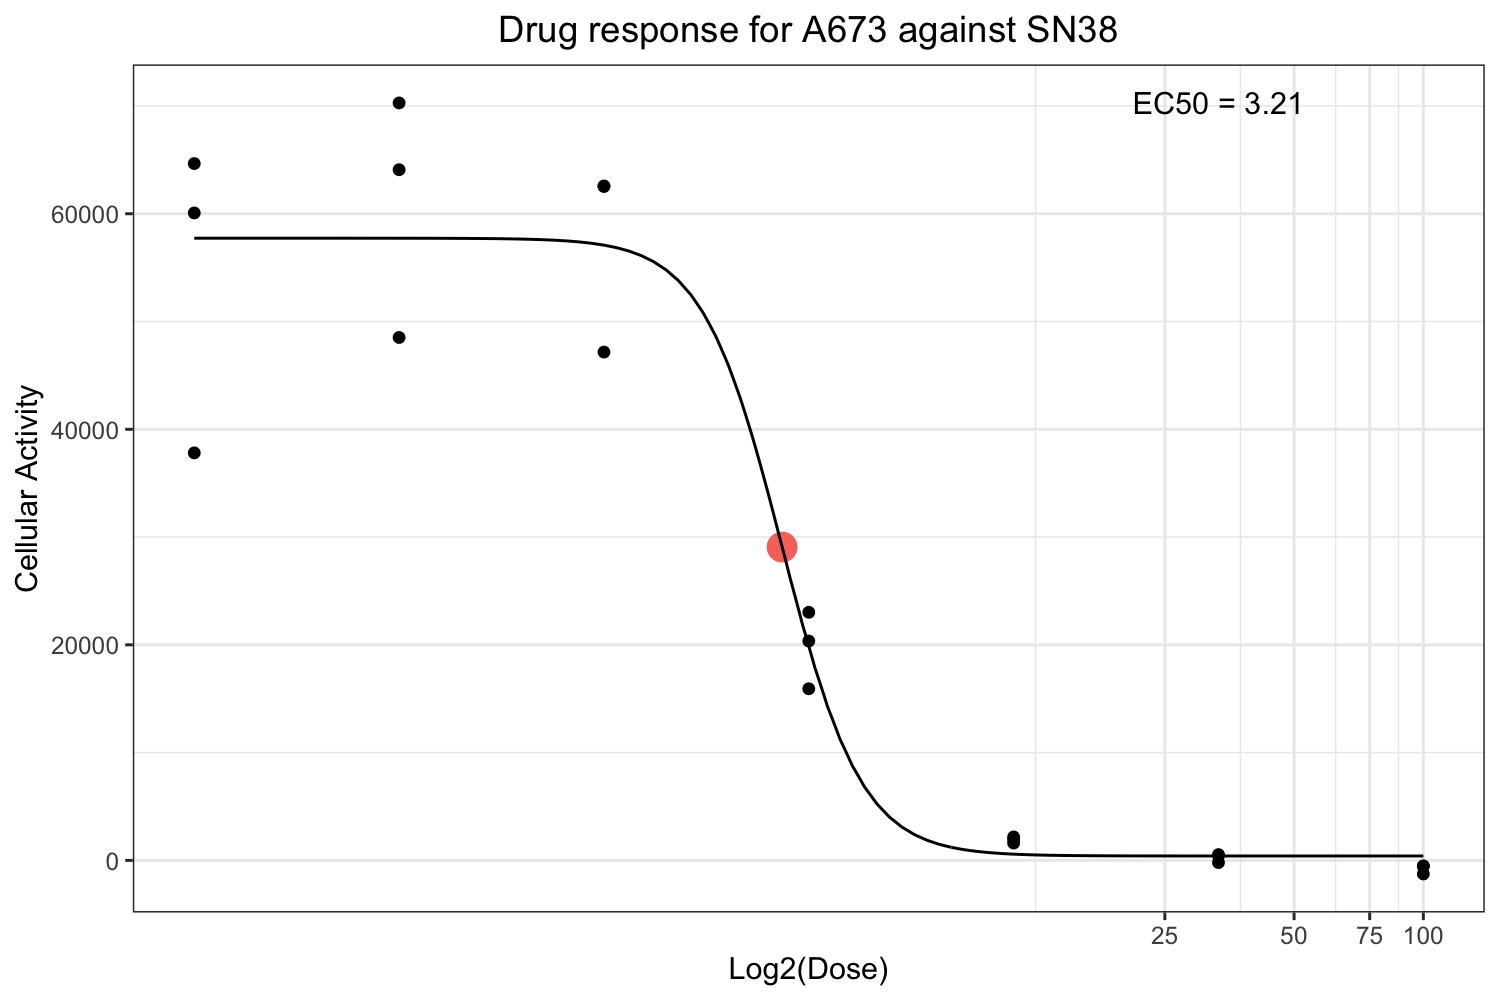 Drug response for A673 against SN38
EC50 = 3.21
Cellular Activity
60000
40000
20000
0
25 50 75 100
Log2(Dose)